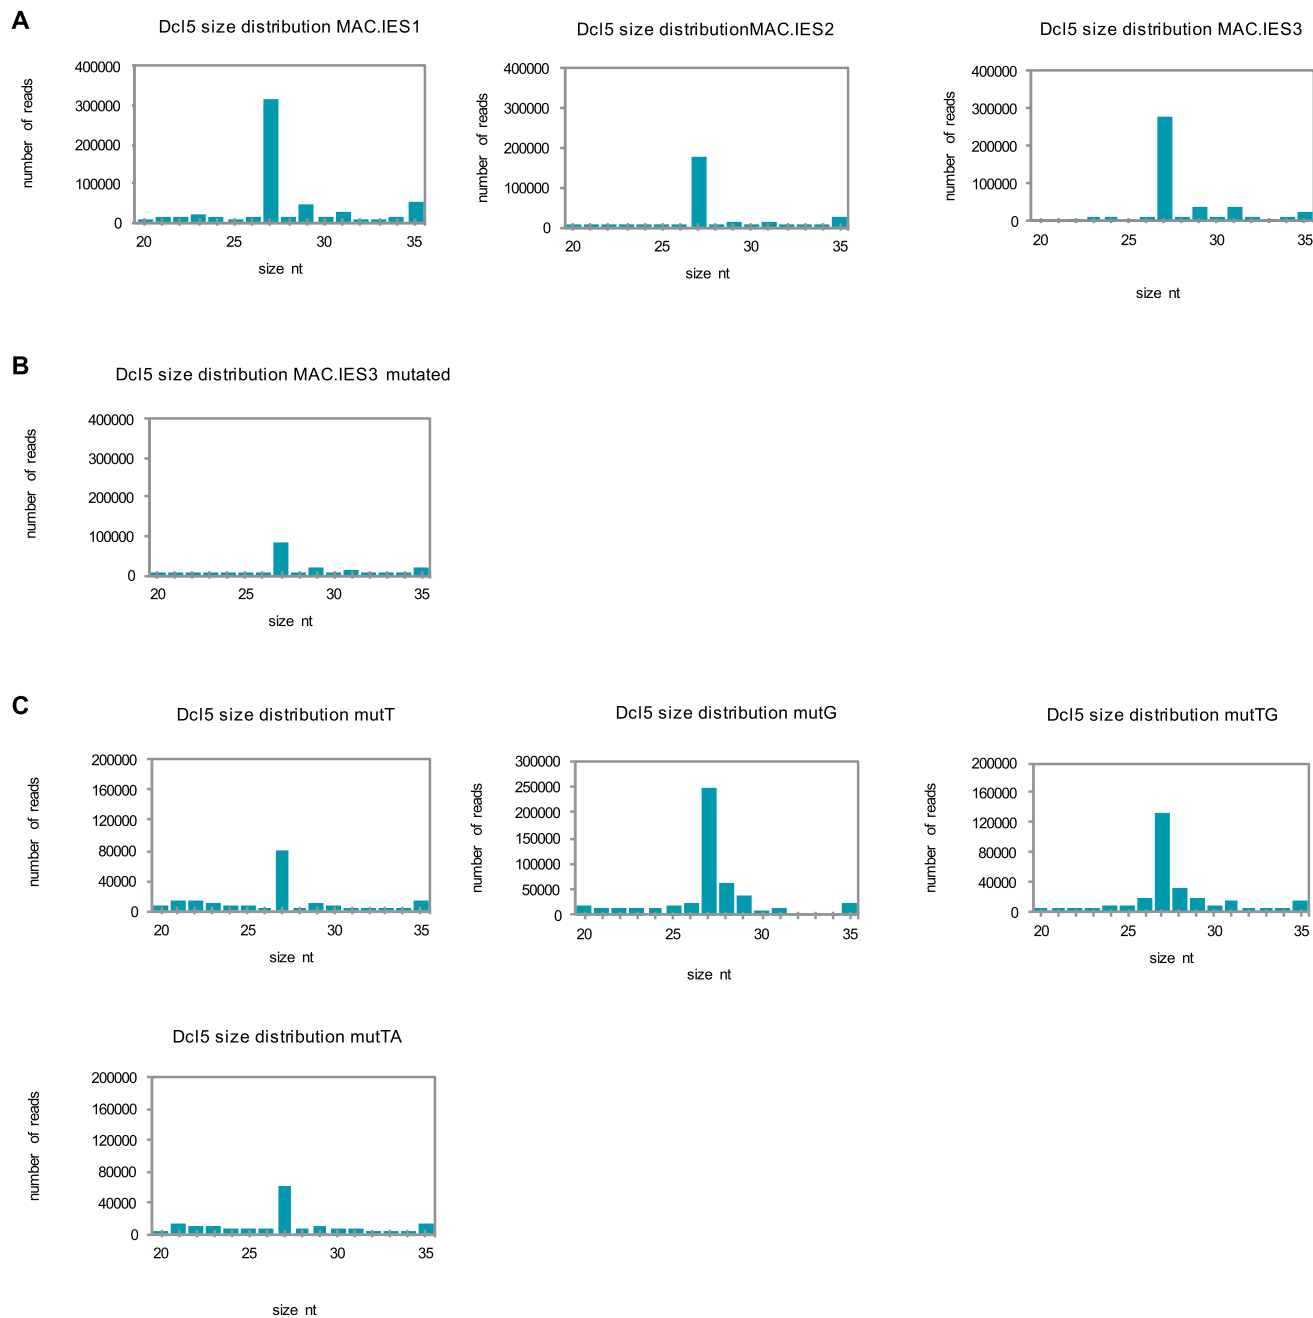 A
Dcl5 size distribution MAC.IES1
number of reads
400000
300000
200000
100000
0
20 25 30 35
size nt
Dcl5 size distributionMAC.IES2
number of reads
400000
300000
200000
100000
0
20 25 30 35
size nt
Dcl5 size distribution MAC.IES3
number of reads
400000
300000
200000
100000
0
20 25 30 35
size nt
B
Dcl5 size distribution MAC.IES3 mutated
number of reads
400000
300000
200000
100000
0
20 25 30 35
size nt
C
Dcl5 size distribution mutT
number of reads
200000
160000
120000
80000
40000
0
20 25 30 35
size nt
Dcl5 size distribution mutG
number of reads
300000
250000
200000
150000
100000
50000
0
20 25 30 35
size nt
Dcl5 size distribution mutTG
number of reads
200000
160000
120000
80000
40000
0
20 25 30 35
size nt
Dcl5 size distribution mutTA
number of reads
200000
160000
120000
80000
40000
0
20 25 30 35
size nt